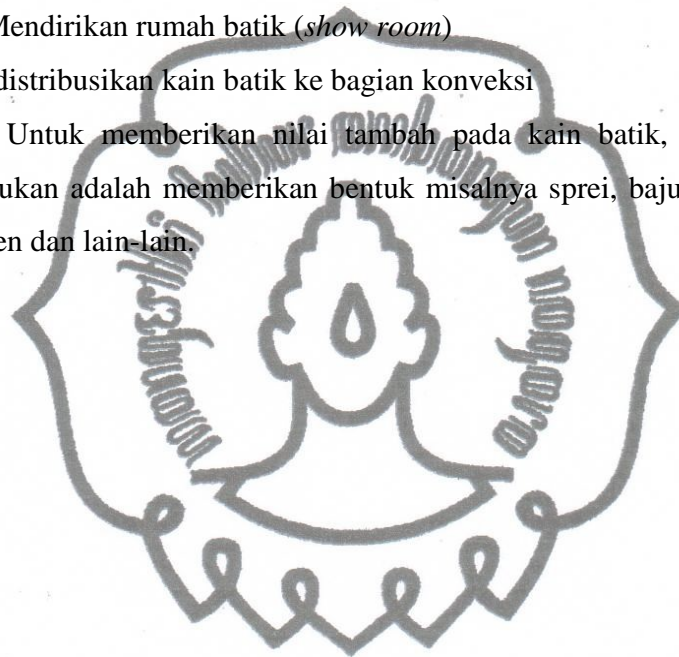 Mendirikan rumah batik (show room)
distribusikan kain batik ke bagian konveksi
Untuk memberikan nilai tambah pada kain batik,
ukan adalah memberikan bentuk misalnya sprei, baju
en dan lain-lain.